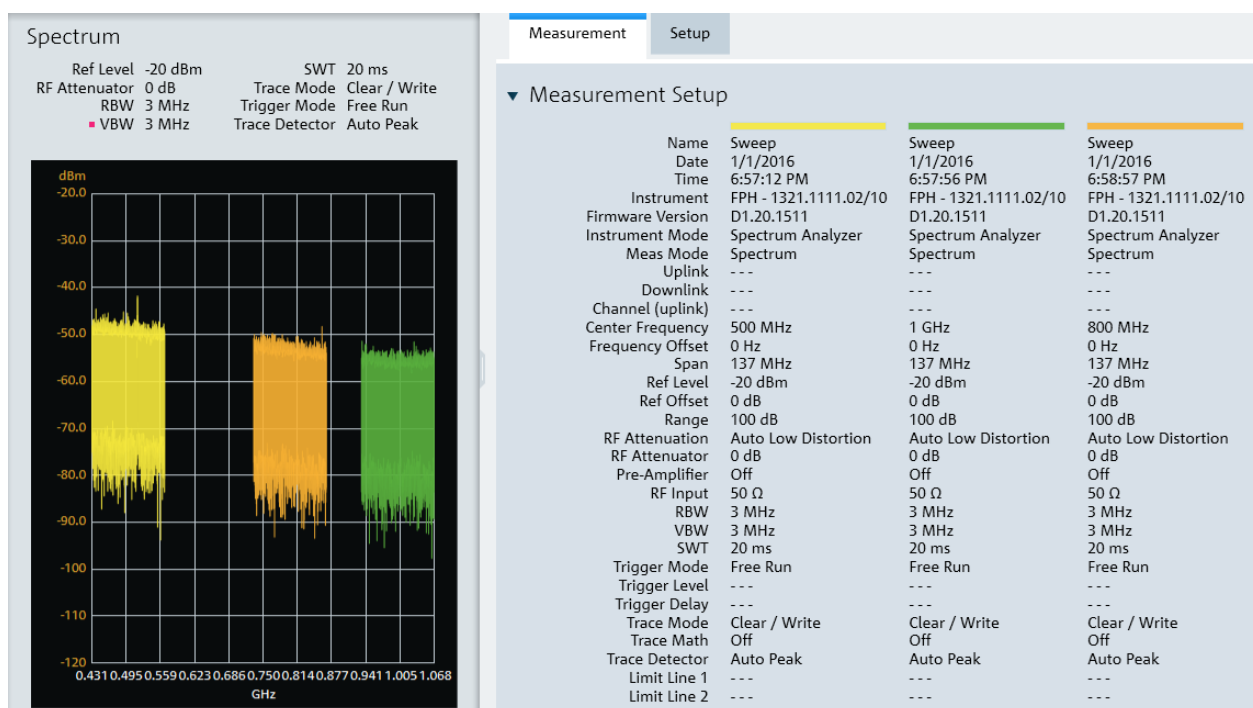 Spectrum
Ref Level -20 dBm SWT 20 ms
RF Attenuator 0 dB Trace Mode Clear / Write
RBW 3 MHz Trigger Mode Free Run
VBW 3 MHz Trace Detector Auto Peak
dBm
-20.0
-30.0
-40.0
-50.0
-60.0
-70.0
-80.0
-90.0
-100
-110
-120
0.431 0.495 0.559 0.623 0.686 0.750 0.814 0.877 0.941 1.005 1.068
GHz
Measurement Setup
Measurement Setup
Name Sweep Sweep Sweep
Date 1/1/2016 1/1/2016 1/1/2016
Time 6:57:12 PM 6:57:56 PM 6:58:57 PM
Instrument FPH - 1321.1111.02/10 FPH - 1321.1111.02/10 FPH - 1321.1111.02/10
Firmware Version D1.20.1511 D1.20.1511 D1.20.1511
Instrument Mode Spectrum Analyzer Spectrum Analyzer Spectrum Analyzer
Meas Mode Spectrum Spectrum Spectrum
Uplink - - - - - - - - -
Downlink - - - - - - - - -
Channel (uplink) - - - - - - - - -
Center Frequency 500 MHz 1 GHz 800 MHz
Frequency Offset 0 Hz 0 Hz 0 Hz
Span 137 MHz 137 MHz 137 MHz
Ref Level -20 dBm -20 dBm -20 dBm
Ref Offset 0 dB 0 dB 0 dB
Range 100 dB 100 dB 100 dB
RF Attenuation Auto Low Distortion Auto Low Distortion Auto Low Distortion
RF Attenuator 0 dB 0 dB 0 dB
Pre-Amplifier Off Off Off
RF Input 50 Ω 50 Ω 50 Ω
RBW 3 MHz 3 MHz 3 MHz
VBW 3 MHz 3 MHz 3 MHz
SWT 20 ms 20 ms 20 ms
Trigger Mode Free Run Free Run Free Run
Trigger Level - - - - - - - - -
Trigger Delay - - - - - - - - -
Trace Mode Clear / Write Clear / Write Clear / Write
Trace Math Off Off Off
Trace Detector Auto Peak Auto Peak Auto Peak
Limit Line 1 - - - - - - - - -
Limit Line 2 - - - - - - - - -